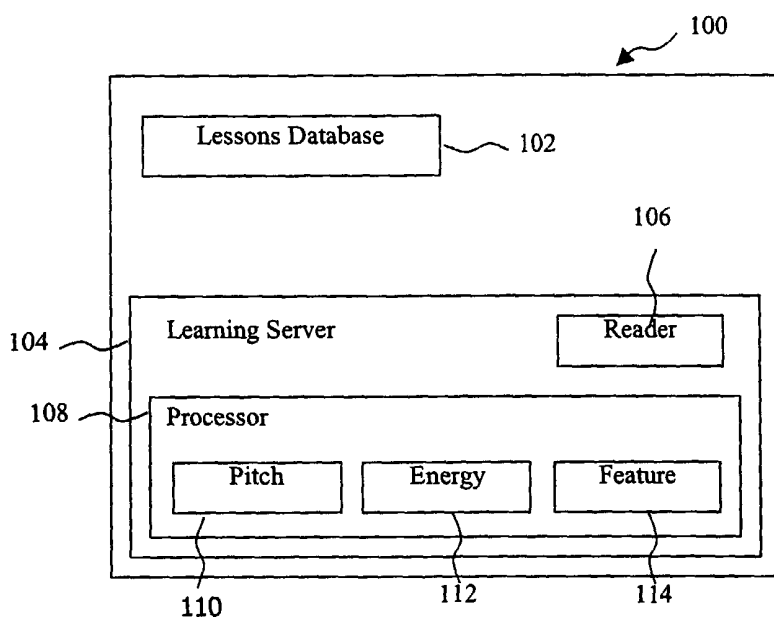 100
Lessons Database
102
106
104
Learning Server
Reader
108
Processor
Pitch
Energy
Feature
110
112
114